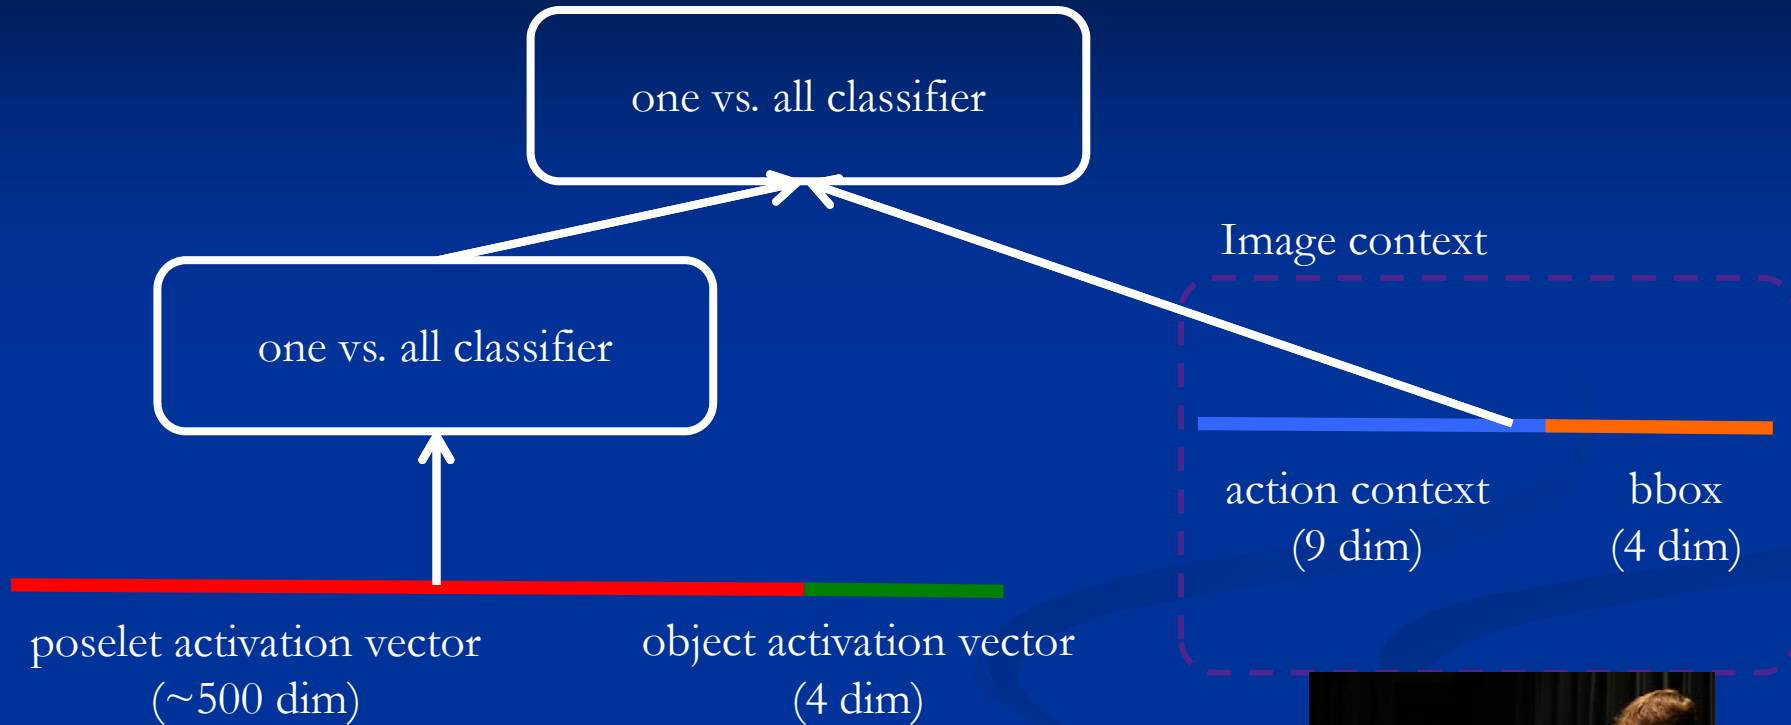 one vs. all classifier
Image context
one vs. all classifier
action context
(9 dim)
bbox
(4 dim)
poselet activation vector
(~500 dim)
object activation vector
(4 dim)